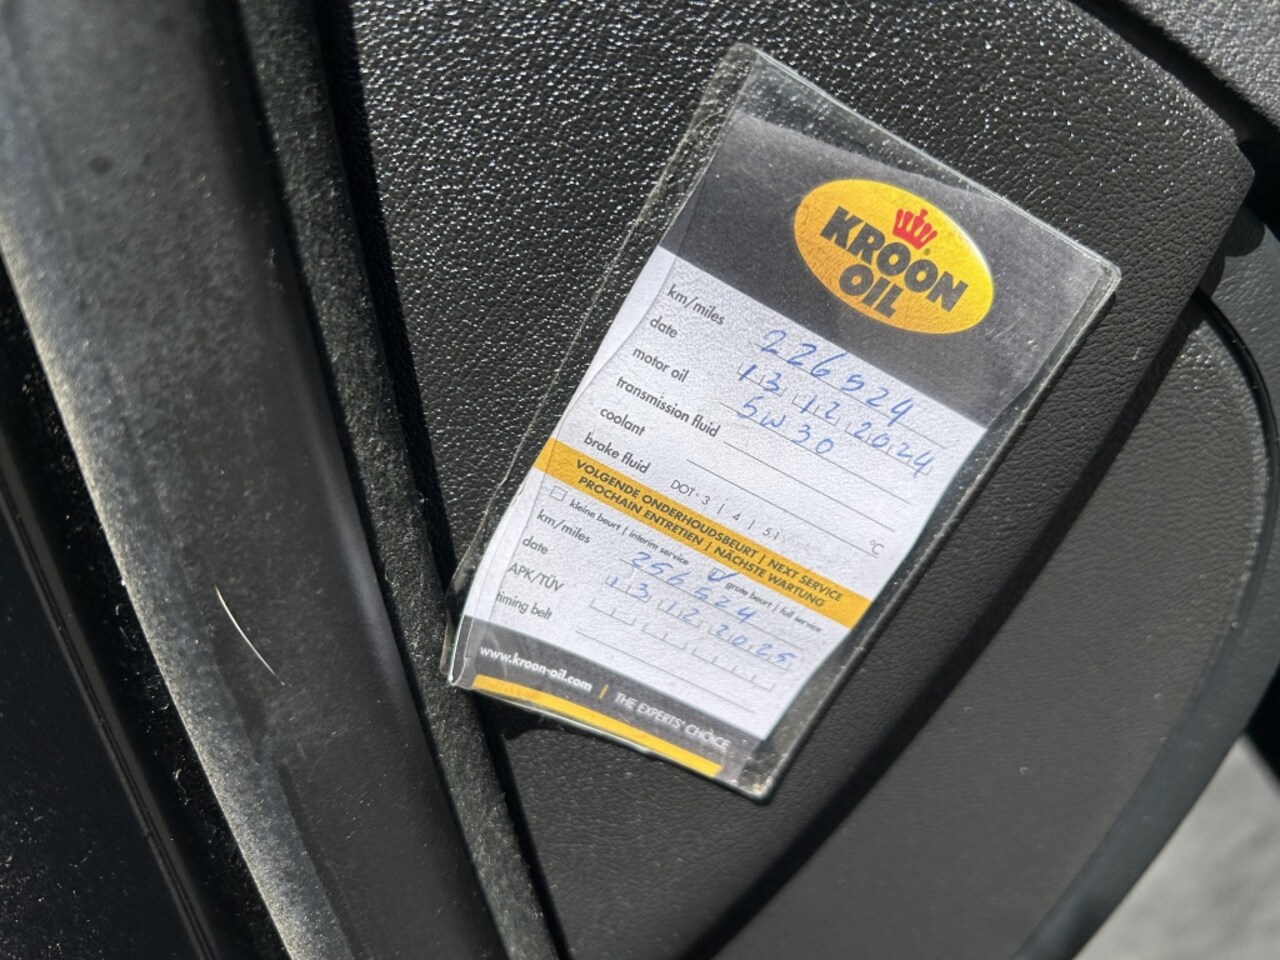 KROON
OIL
km/miles 226524
date 13 12 2024
motor oil 5W30
transmission fluid
coolant °C
brake fluid DOT• 3 | 4 | 5.1
VOLGENDE ONDERHOUDSBEURT | NEXT SERVICE
PROCHAIN ENTRETIEN | NÄCHSTE WARTUNG
kleine beurt | interim service grote beurt | full service
km/miles 256524
date 13 12 2025
APK/TÜV
timing belt
www.kroon-oil.com | THE EXPERTS' CHOICE